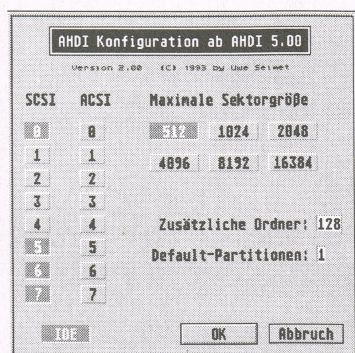 AHDI Konfiguration ab AHDI 5.00
Version 2.00 (C) 1993 by Uwe Seimet
SCSI ACSI Maximale Sektorgröße
0 0 512 1024 2048
1 1 4096 8192 16384
2 2
3 3
4 4 Zusätzliche Ordner: 128
5 5 Default-Partitionen: 1
6 6
7 7
IDE OK Abbruch